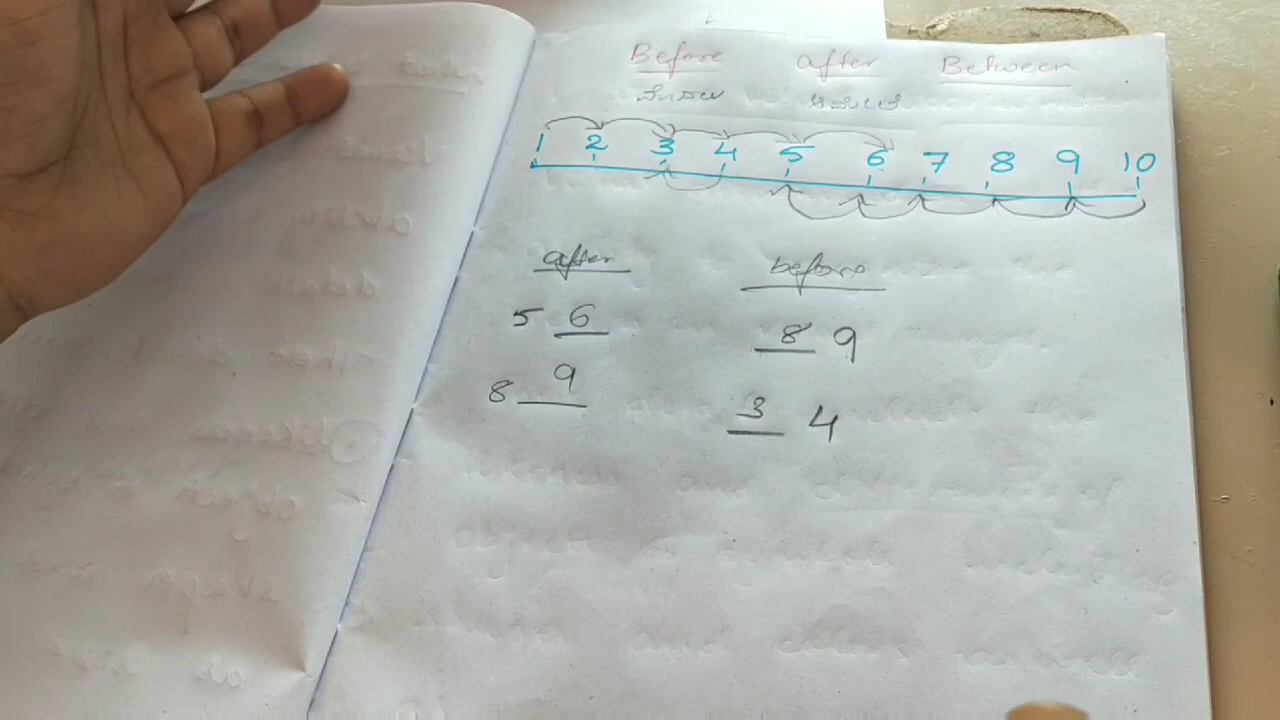 Before after Between
1 2 3 4 5 6 7 8 9 10
after before
5 6 8 9
8 9 3 4